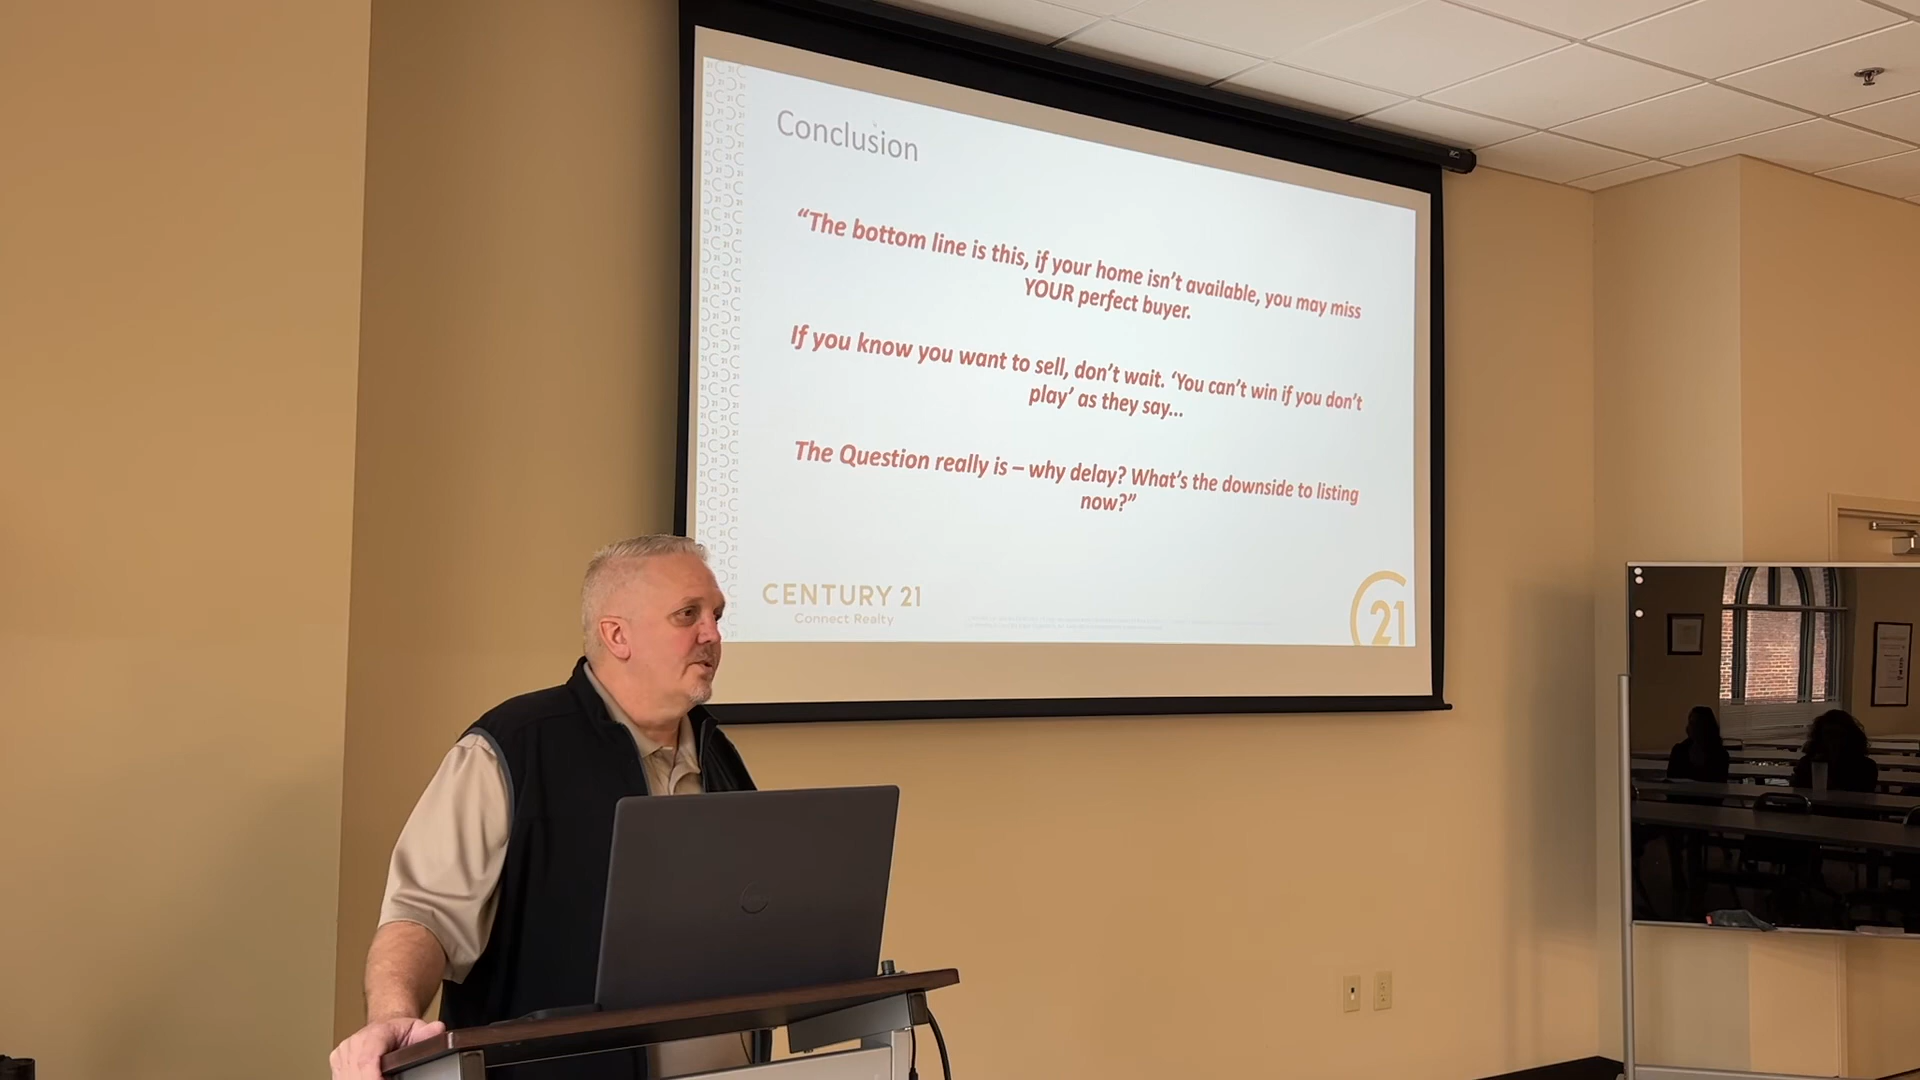 Conclusion
“The bottom line is this, if your home isn’t available, you may miss
YOUR perfect buyer.
If you know you want to sell, don’t wait. ‘You can’t win if you don’t
play’ as they say...
The Question really is – why delay? What’s the downside to listing
now?”
CENTURY 21
Connect Realty
21